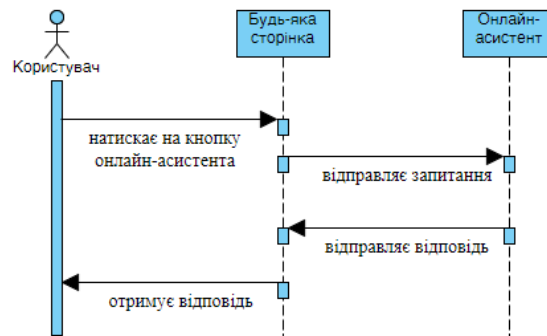 Користувач
Будь-яка
сторінка
Онлайн-
асистент
натискає на кнопку
онлайн-асистента
відправляє запитання
відправляє відповідь
отримує відповідь